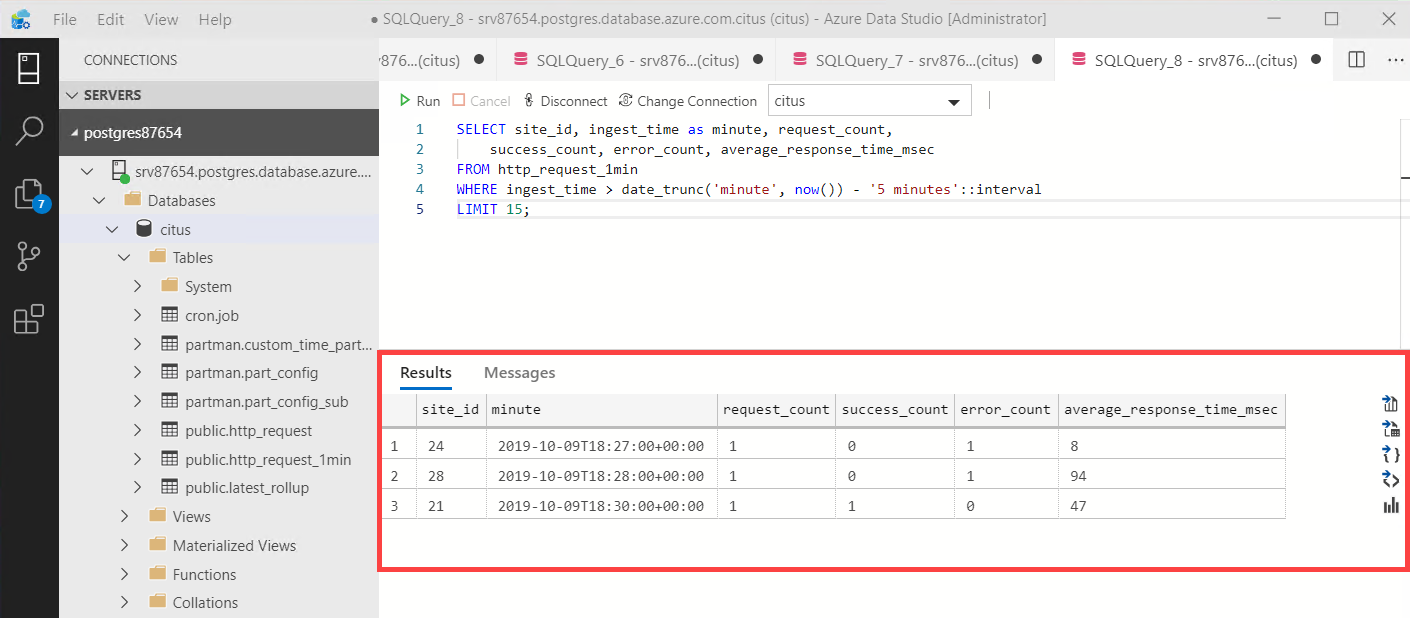 File Edit View Help ● SQLQuery_8 - srv87654.postgres.database.azure.com.citus (citus) - Azure Data Studio [Administrator]
CONNECTIONS
SERVERS
postgres87654
srv87654.postgres.database.azure....
Databases
citus
Tables
System
cron.job
partman.custom_time_part...
partman.part_config
partman.part_config_sub
public.http_request
public.http_request_1min
public.latest_rollup
Views
Materialized Views
Functions
Collations
7
v876...(citus) ● SQLQuery_6 - srv876...(citus) ● SQLQuery_7 - srv876...(citus) ● SQLQuery_8 - srv876...(citus) ●
Run Cancel Disconnect Change Connection citus
1 SELECT site_id, ingest_time as minute, request_count,
2 success_count, error_count, average_response_time_msec
3 FROM http_request_1min
4 WHERE ingest_time > date_trunc('minute', now()) - '5 minutes'::interval
5 LIMIT 15;
Results Messages
site_id minute request_count success_count error_count average_response_time_msec
1 24 2019-10-09T18:27:00+00:00 1 0 1 8
2 28 2019-10-09T18:28:00+00:00 1 0 1 94
3 21 2019-10-09T18:30:00+00:00 1 1 0 47